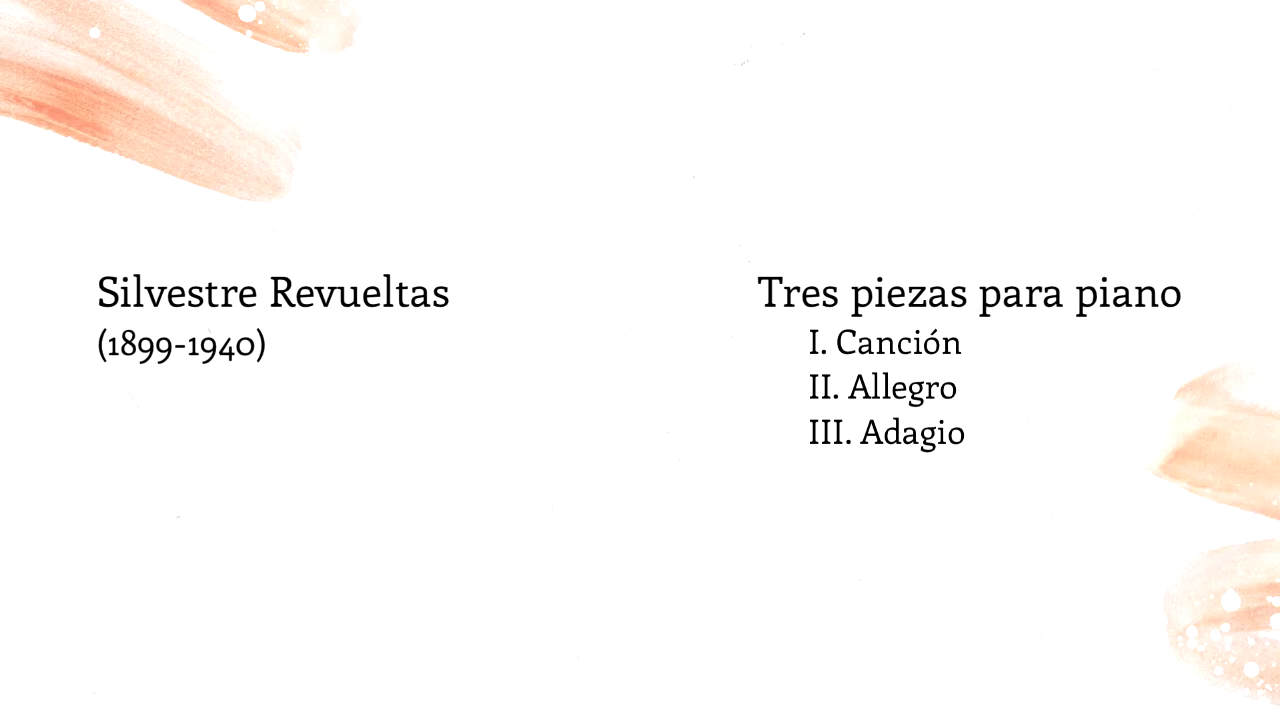 Silvestre Revueltas
(1899-1940)
Tres piezas para piano
I. Canción
II. Allegro
III. Adagio